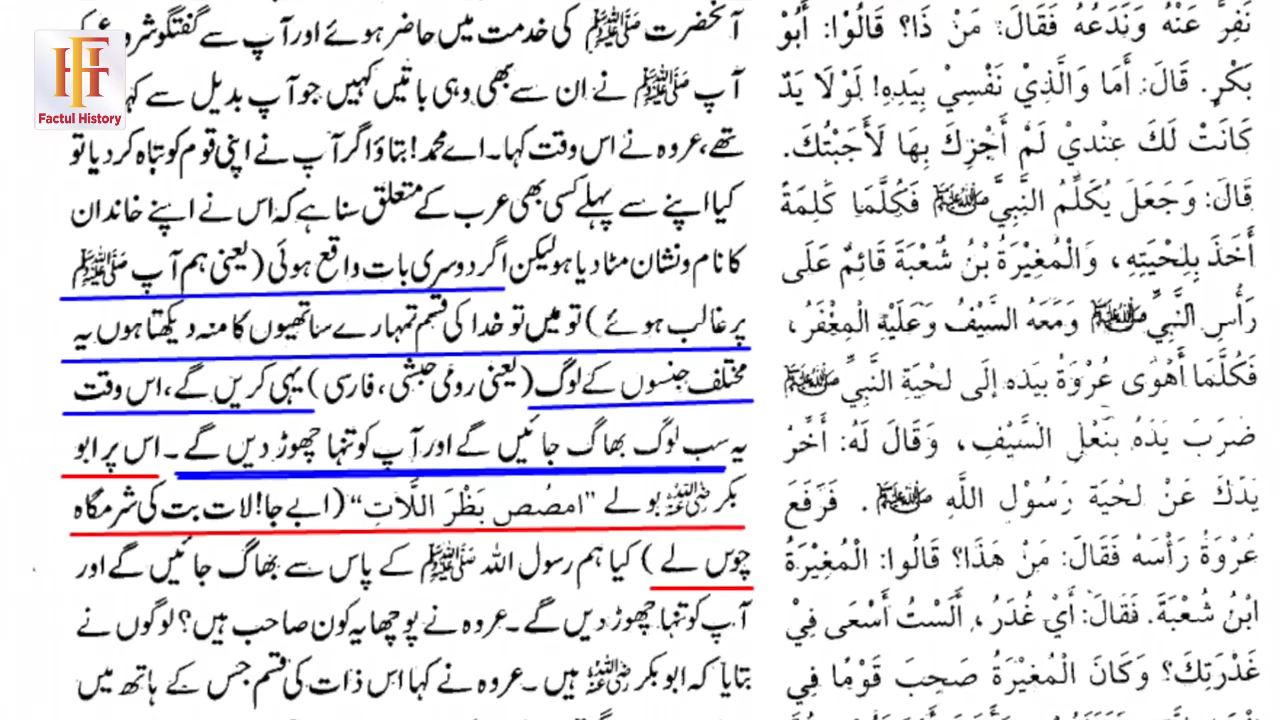 Factul History
آنحضرت ﷺ کی خدمت میں حاضر ہوئے اور آپ سے گفتگو شروع
آپ ﷺ نے ان سے بھی وہی باتیں کہیں جو آپ بدیل سے
تھے، عروہ نے اس وقت کہا۔ اے محمد! بتاؤ اگر آپ نے اپنی قوم کو تباہ کر دیا تو
کیا اپنے سے پہلے کسی بھی عرب کے متعلق سنا ہے کہ اس نے اپنے خاندان
کا نام و نشان مٹا دیا ہو لیکن اگر دوسری بات واقع ہوئی (یعنی ہم آپ ﷺ
پر غالب ہوئے) تو میں تو خدا کی قسم تمہارے ساتھیوں کا منہ دیکھتا ہوں یہ
مختلف جنسوں کے لوگ (یعنی رومی حبشی، فارسی) یہی کریں گے، اس وقت
یہ سب لوگ بھاگ جائیں گے اور آپ کو تنہا چھوڑ دیں گے۔ اس پر ابو
بکر رضی اللہ عنہ بولے "امصُص بَظْرَ اللَّاتِ" (ابے جا! لات بت کی شرمگاہ
چوس لے) کیا ہم رسول اللہ ﷺ کے پاس سے بھاگ جائیں گے اور
آپ کو تنہا چھوڑ دیں گے۔ عروہ نے پوچھا یہ کون صاحب ہیں؟ لوگوں نے
بتایا کہ ابو بکر رضی اللہ عنہ ہیں۔ عروہ نے کہا اس ذات کی قسم جس کے ہاتھ میں
نَفِرُّ عَنْهُ وَنَدَعُهُ فَقَالَ: مَنْ ذَا؟ قَالُوا: أَبُوْ
بَكْرٍ. قَالَ: أَمَا وَالَّذِيْ نَفْسِيْ بِيَدِهِ! لَوْ لَا يَدٌ
كَانَتْ لَكَ عِنْدِيْ لَمْ أَجْزِكَ بِهَا لَأَجَبْتُكَ.
قَالَ: وَجَعَلَ يُكَلِّمُ النَّبِيَّ ﷺ فَكُلَّمَا كَلِمَةً
أَخَذَ بِلِحْيَتِهِ، وَالْمُغِيْرَةُ بْنُ شُعْبَةَ قَائِمٌ عَلَى
رَأْسِ النَّبِيِّ ﷺ وَمَعَهُ السَّيْفُ وَعَلَيْهِ الْمِغْفَرُ،
فَكُلَّمَا أَهْوَى عُرْوَةُ بِيَدِهِ إِلَى لِحْيَةِ النَّبِيِّ ﷺ
ضَرَبَ يَدَهُ بِنَعْلِ السَّيْفِ، وَقَالَ لَهُ: أَخِّرْ
يَدَكَ عَنْ لِحْيَةِ رَسُوْلِ اللَّهِ ﷺ. فَرَفَعَ
عُرْوَةُ رَأْسَهُ فَقَالَ: مَنْ هَذَا؟ قَالُوا: الْمُغِيْرَةُ
ابْنُ شُعْبَةَ. فَقَالَ: أَيْ غُدَرُ، أَلَسْتُ أَسْعَى فِيْ
غَدْرَتِكَ؟ وَكَانَ الْمُغِيْرَةُ صَحِبَ قَوْمًا فِي